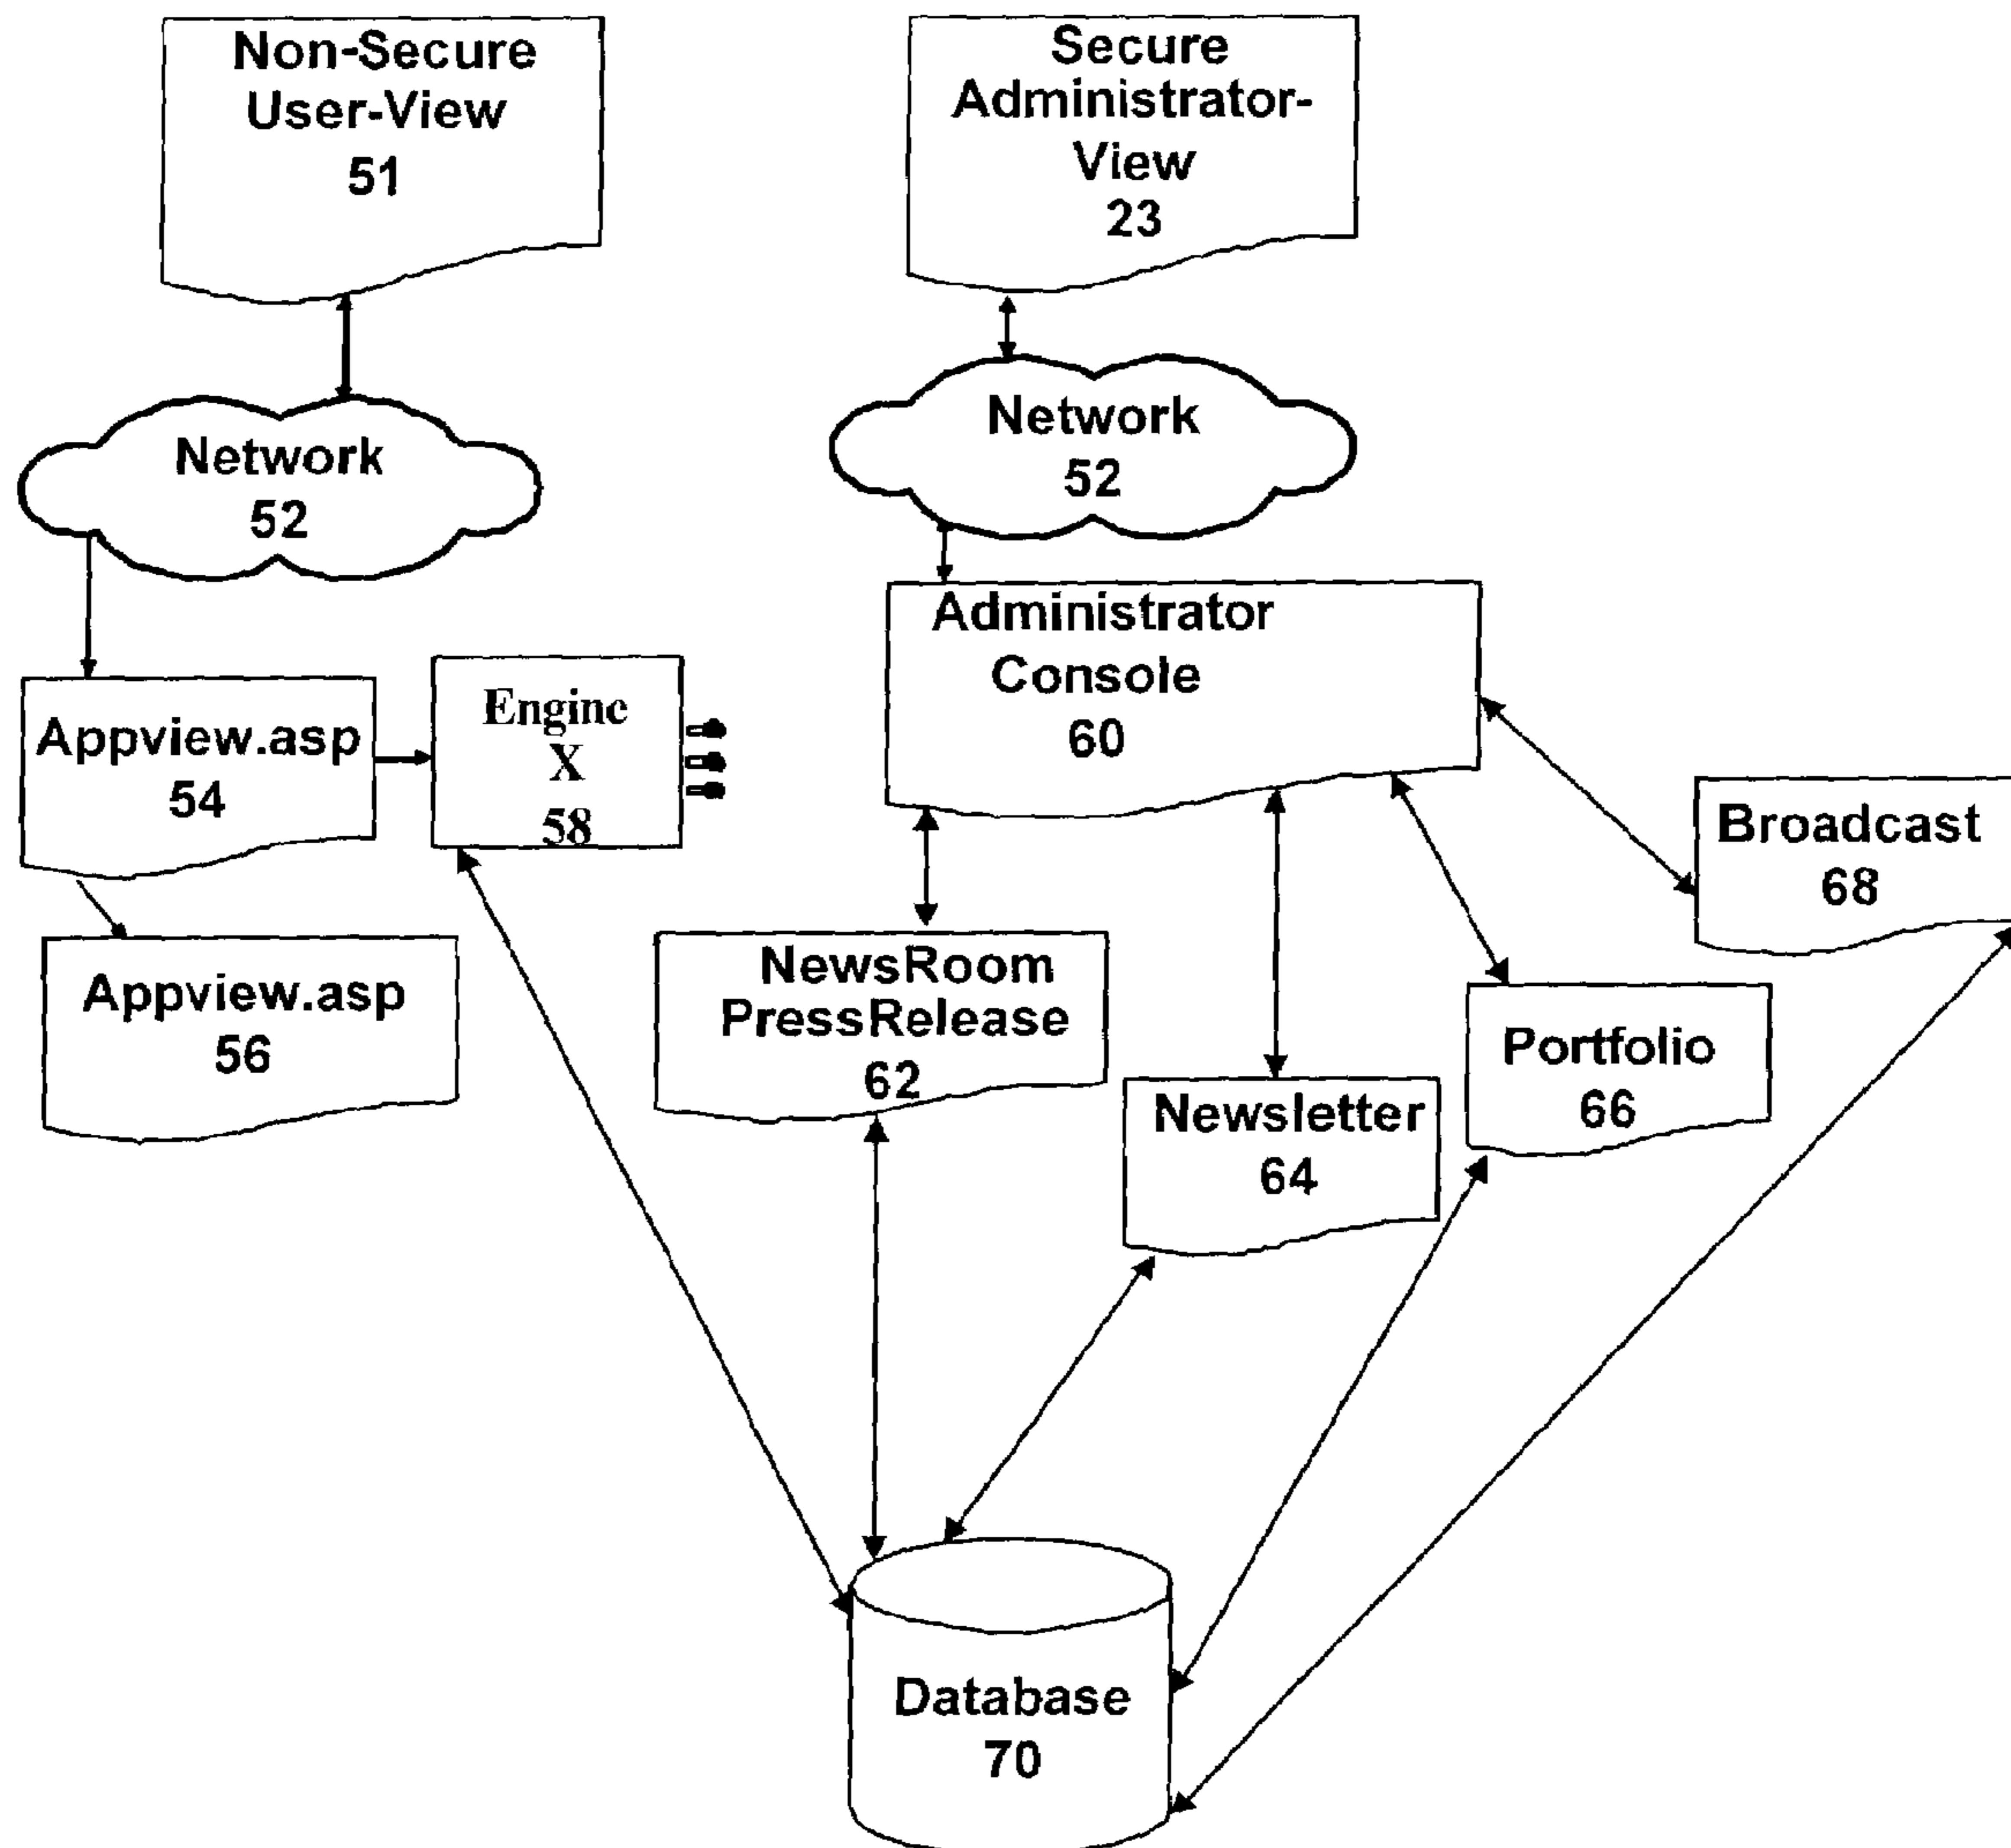 Non-Secure
User-View
51
Secure
Administrator-
View
23
Network
52
Network
52
Administrator
Console
60
Appview.asp
54
Engine
X
58
Broadcast
68
Appview.asp
56
NewsRoom
PressRelease
62
Portfolio
66
Newsletter
64
Database
70